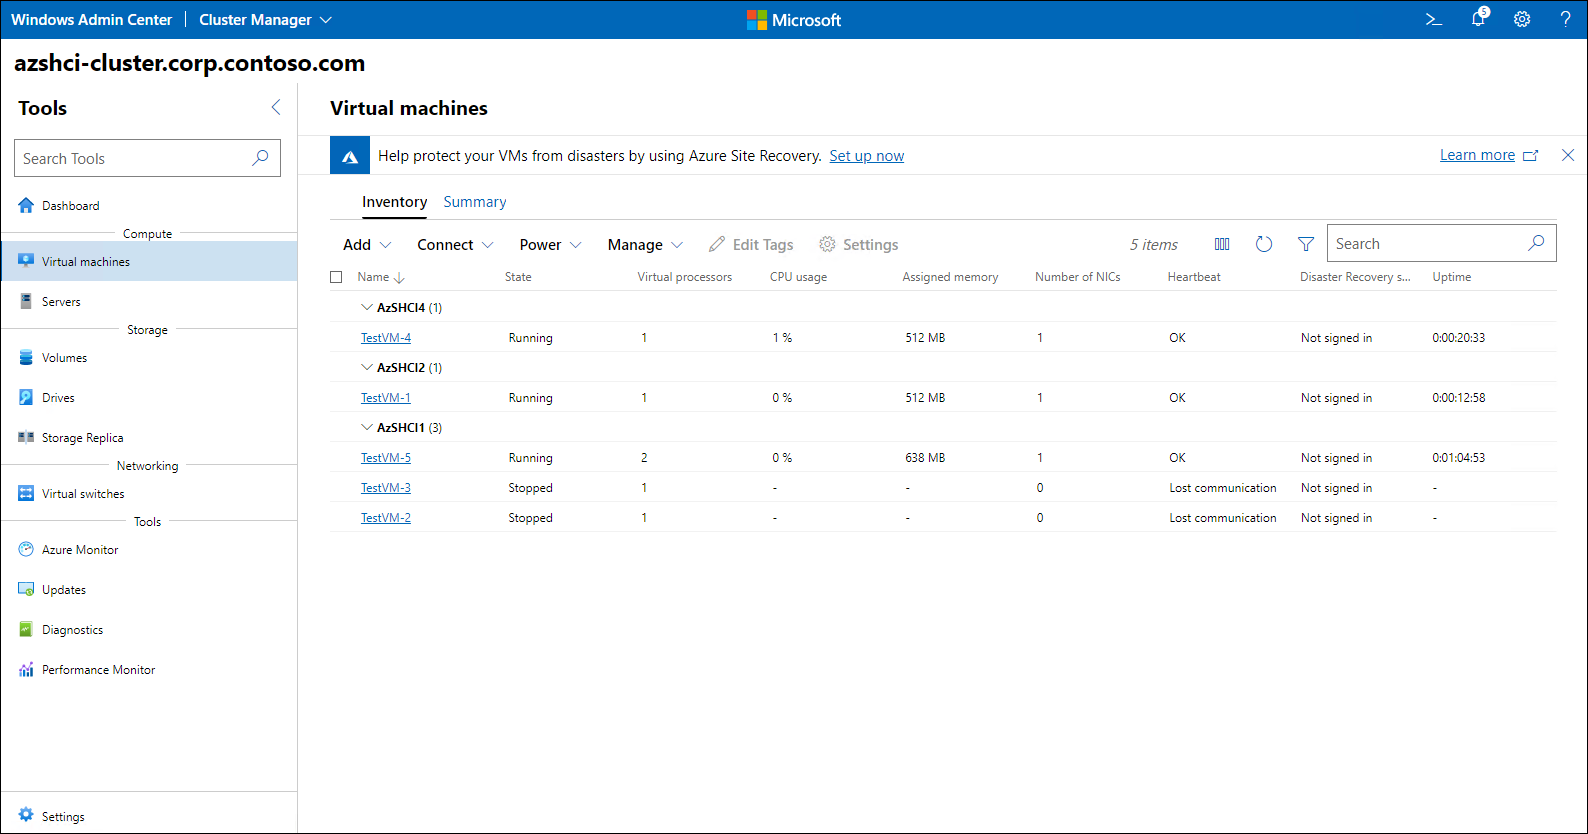 Windows Admin Center | Cluster Manager Microsoft 5 ?
azshci-cluster.corp.contoso.com
Tools
Search Tools
Dashboard
Compute
Virtual machines
Servers
Storage
Volumes
Drives
Storage Replica
Networking
Virtual switches
Tools
Azure Monitor
Updates
Diagnostics
Performance Monitor
Settings
Virtual machines
Help protect your VMs from disasters by using Azure Site Recovery. Set up now Learn more
Inventory Summary
Add Connect Power Manage Edit Tags Settings 5 items Search
Name State Virtual processors CPU usage Assigned memory Number of NICs Heartbeat Disaster Recovery s... Uptime
AzSHCI4 (1)
TestVM-4 Running 1 1 % 512 MB 1 OK Not signed in 0:00:20:33
AzSHCI2 (1)
TestVM-1 Running 1 0 % 512 MB 1 OK Not signed in 0:00:12:58
AzSHCI1 (3)
TestVM-5 Running 2 0 % 638 MB 1 OK Not signed in 0:01:04:53
TestVM-3 Stopped 1 - - 0 Lost communication Not signed in -
TestVM-2 Stopped 1 - - 0 Lost communication Not signed in -